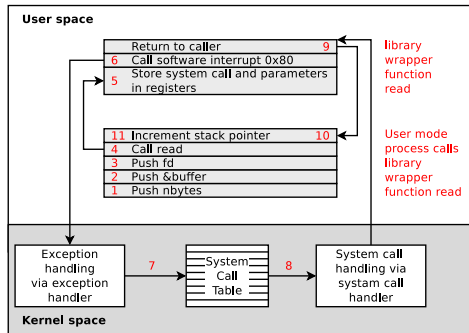 User space
Return to caller 9
6 Call software interrupt 0x80
5 Store system call and parameters
in registers
library
wrapper
function
read
11 Increment stack pointer 10
4 Call read
3 Push fd
2 Push &buffer
1 Push nbytes
User mode
process calls
library
wrapper
function read
Exception
handling
via exception
handler
7
System
Call
Table
8
System call
handling via
systam call
handler
Kernel space